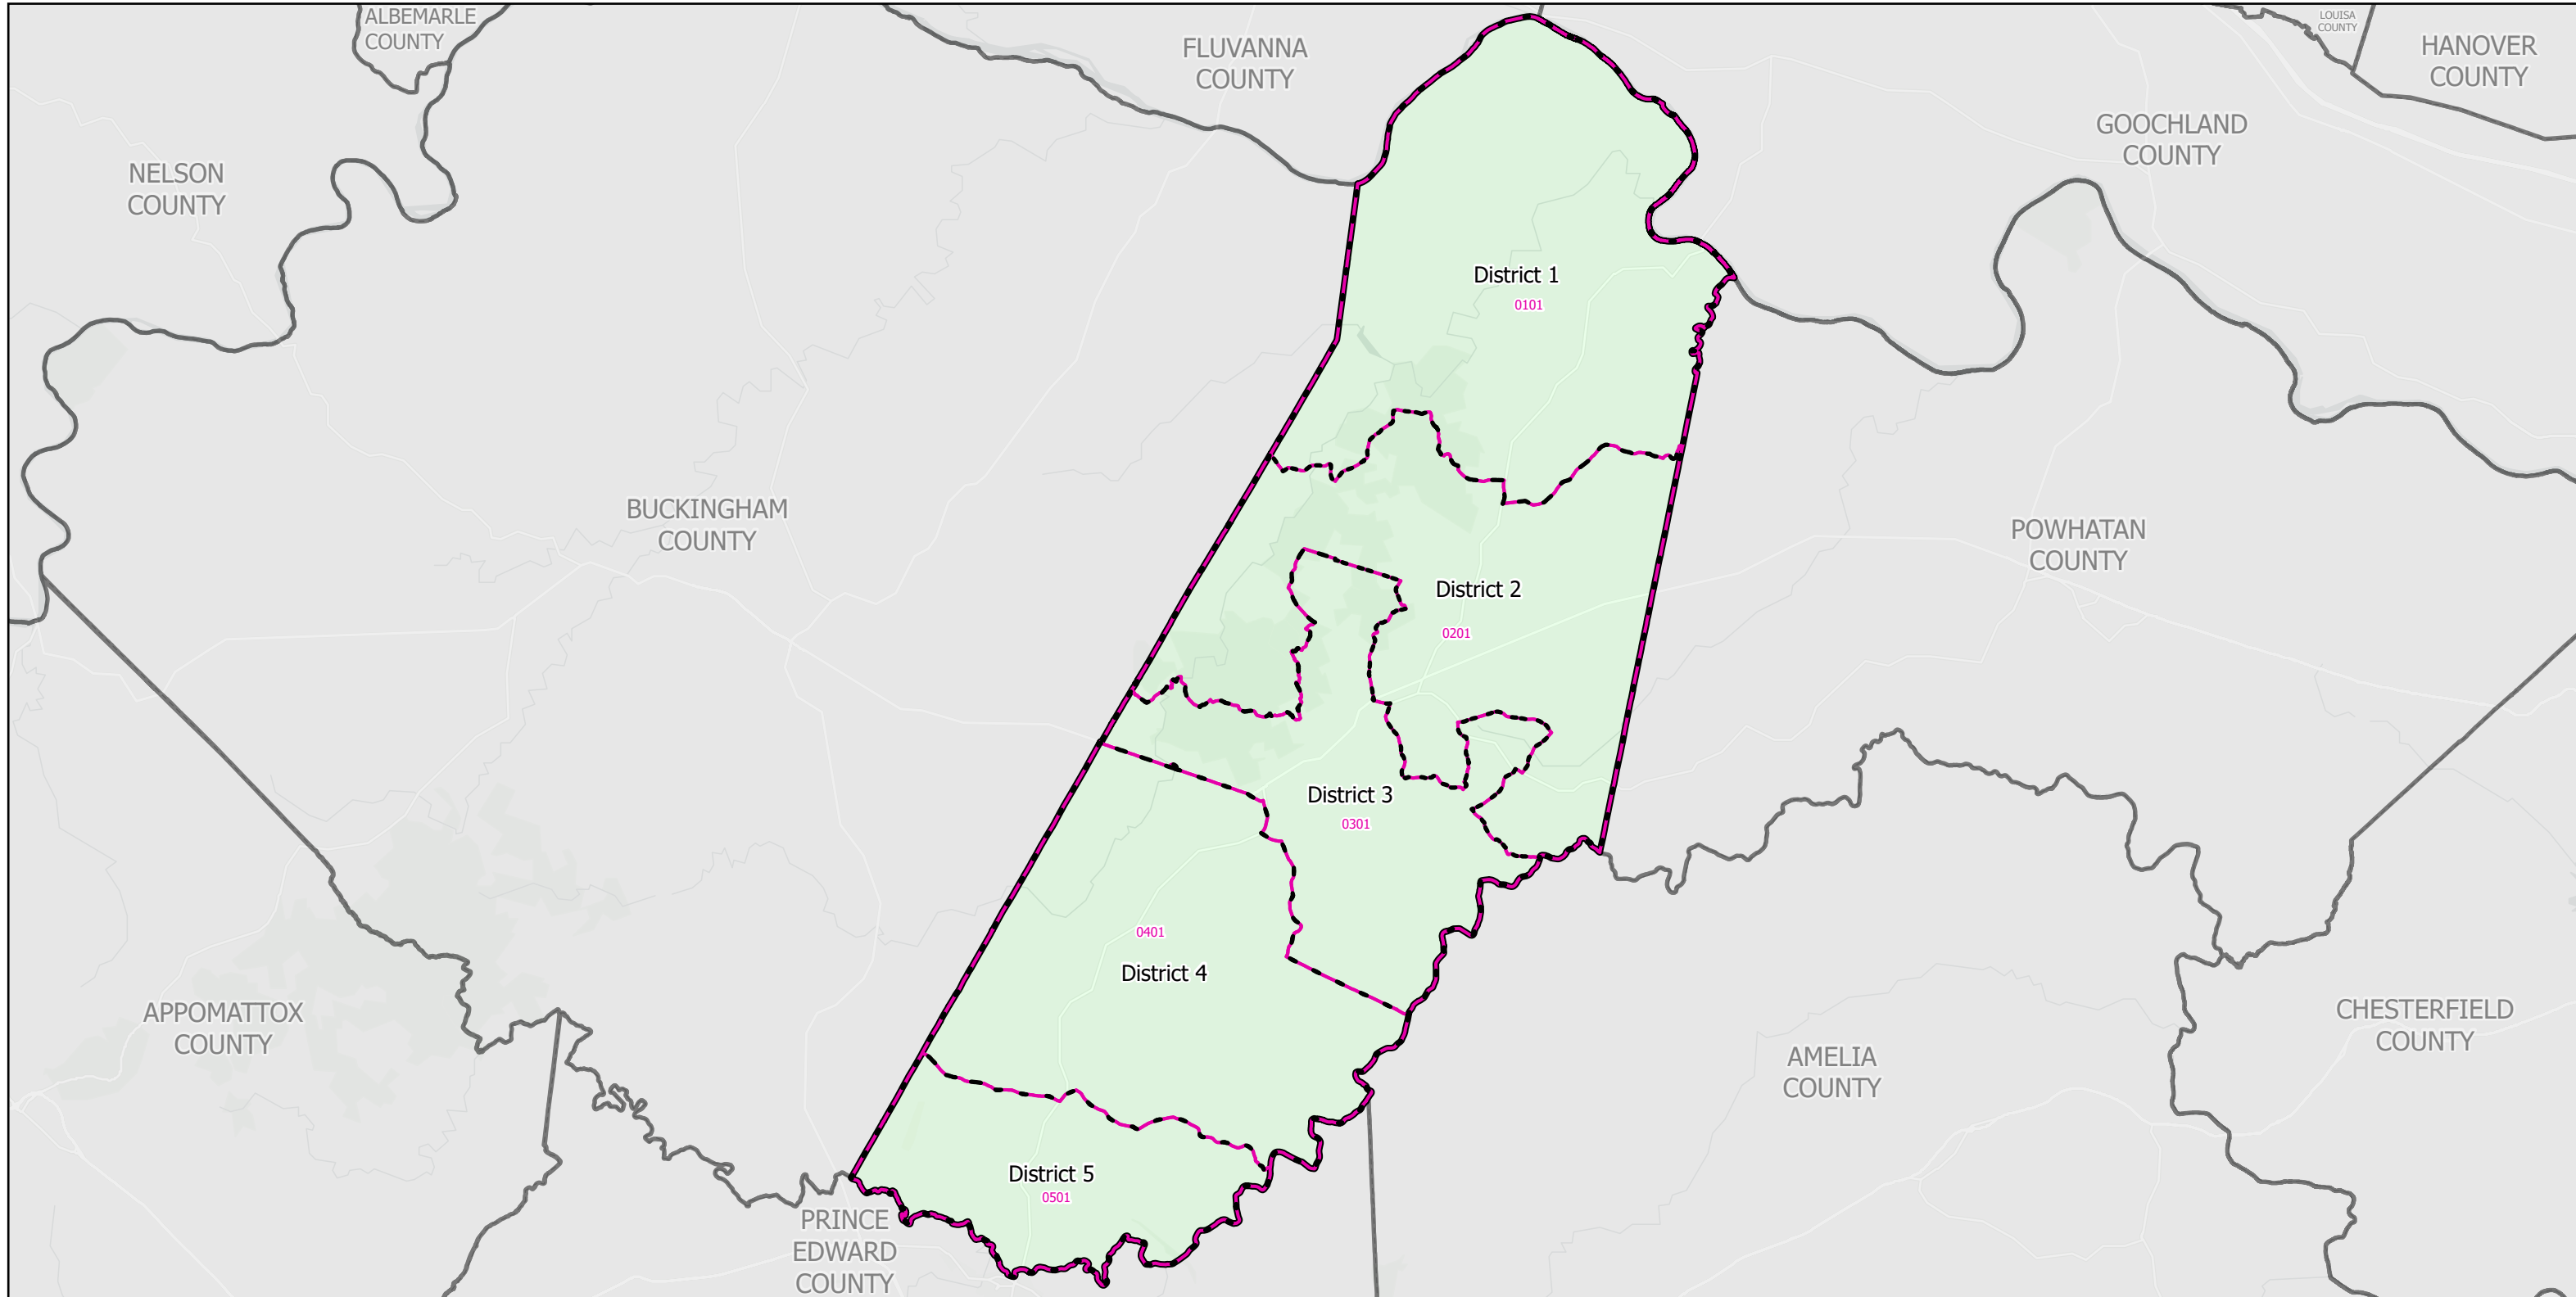 ALBEMARLE
COUNTY
LOUISA
COUNTY
FLUVANNA
COUNTY
HANOVER
COUNTY
GOOCHLAND
COUNTY
NELSON
COUNTY
District 1
0101
BUCKINGHAM
COUNTY
POWHATAN
COUNTY
District 2
0201
District 3
0301
0401
District 4
APPOMATTOX
COUNTY
CHESTERFIELD
COUNTY
AMELIA
COUNTY
District 5
0501
PRINCE
EDWARD
COUNTY